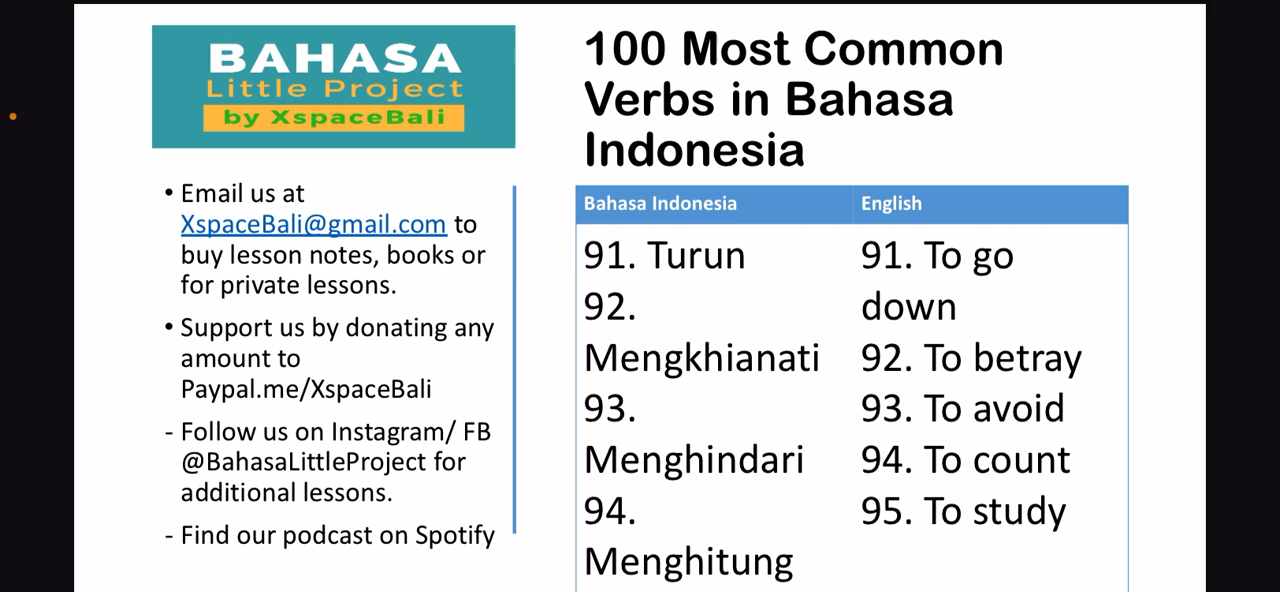 BAHASA
Little Project
by XspaceBali
• Email us at
XspaceBali@gmail.com to
buy lesson notes, books or
for private lessons.
• Support us by donating any
amount to
Paypal.me/XspaceBali
- Follow us on Instagram/ FB
@BahasaLittleProject for
additional lessons.
- Find our podcast on Spotify
100 Most Common
Verbs in Bahasa
Indonesia
Bahasa Indonesia
91. Turun
92.
Mengkhianati
93.
Menghindari
94.
Menghitung
English
91. To go
down
92. To betray
93. To avoid
94. To count
95. To study